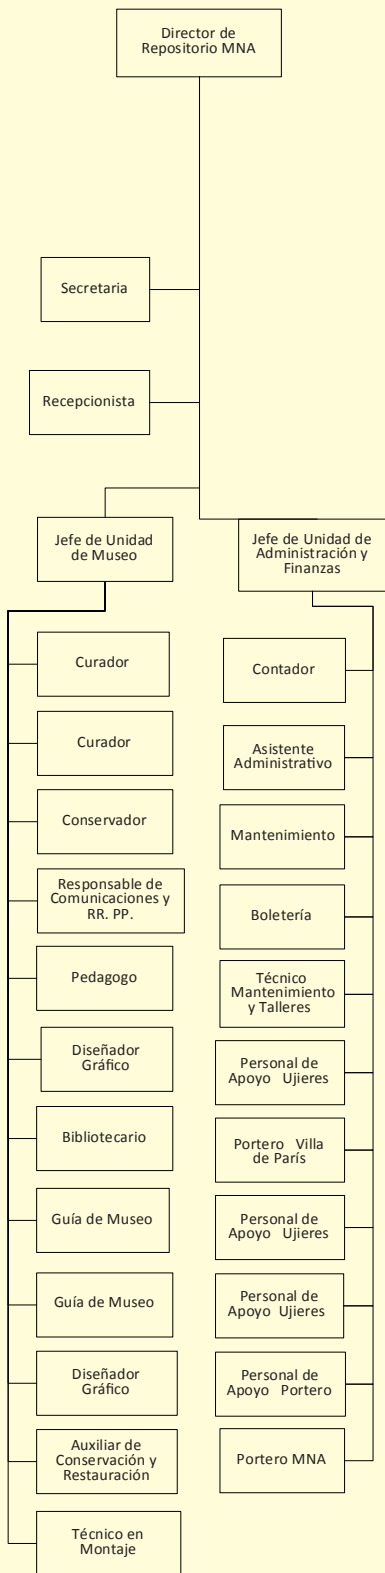 Director de
Repositorio MNA
Secretaria
Recepcionista
Jefe de Unidad
de Museo
Curador
Curador
Conservador
Responsable de
Comunicaciones y
RR. PP.
Pedagogo
Diseñador
Gráfico
Bibliotecario
Guía de Museo
Guía de Museo
Diseñador
Gráfico
Auxiliar de
Conservación y
Restauración
Técnico en
Montaje
Jefe de Unidad de
Administración y
Finanzas
Contador
Asistente
Administrativo
Mantenimiento
Boletería
Técnico
Mantenimiento
y Talleres
Personal de
Apoyo Ujieres
Portero Villa
de París
Personal de
Apoyo Ujieres
Personal de
Apoyo Ujieres
Personal de
Apoyo Portero
Portero MNA